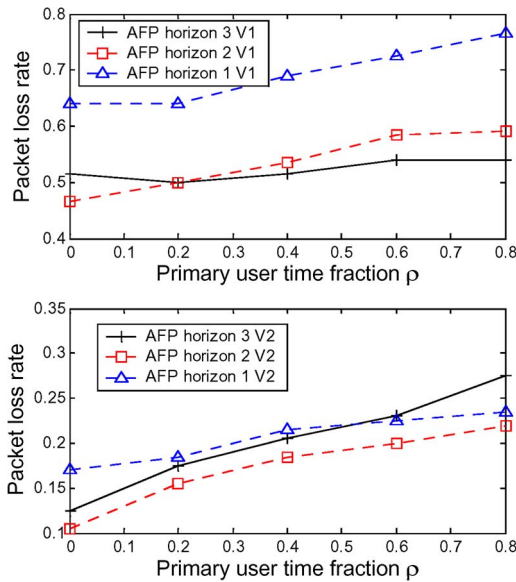 AFP horizon 3 V1
AFP horizon 2 V1
AFP horizon 1 V1
Packet loss rate
0.8
0.7
0.6
0.5
0.4
0 0.1 0.2 0.3 0.4 0.5 0.6 0.7 0.8
Primary user time fraction ρ
AFP horizon 3 V2
AFP horizon 2 V2
AFP horizon 1 V2
Packet loss rate
0.35
0.25
0.2
0.15
0.1
0 0.1 0.2 0.3 0.4 0.5 0.6 0.7 0.8
Primary user time fraction ρ